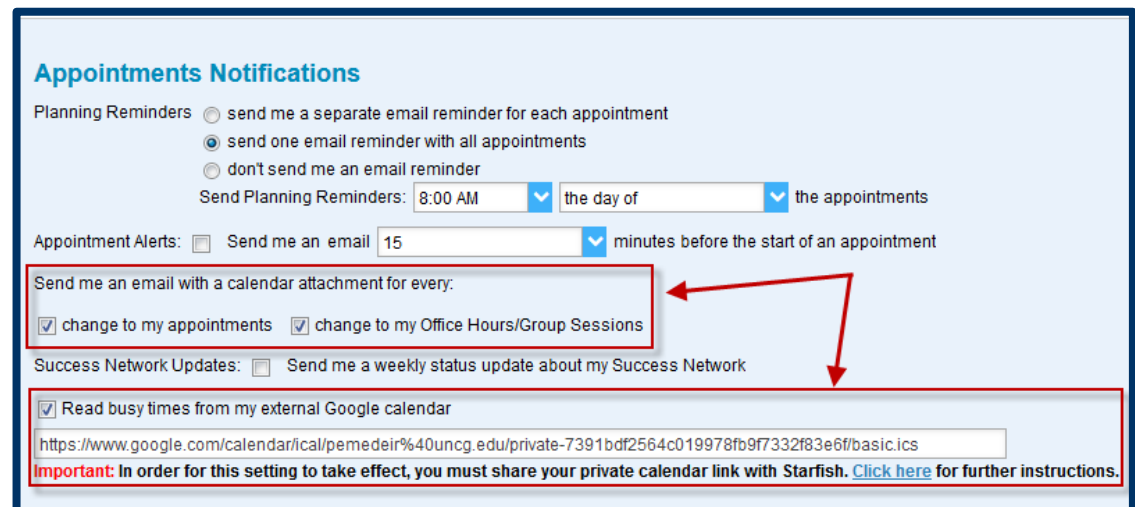 Appointments Notifications
Planning Reminders send me a separate email reminder for each appointment
send one email reminder with all appointments
don't send me an email reminder
Send Planning Reminders: 8:00 AM the day of the appointments
Appointment Alerts: Send me an email 15 minutes before the start of an appointment
Send me an email with a calendar attachment for every:
change to my appointments change to my Office Hours/Group Sessions
Success Network Updates: Send me a weekly status update about my Success Network
Read busy times from my external Google calendar
https://www.google.com/calendar/ical/pemedeir%40uncg.edu/private-7391bdf2564c019978fb9f7332f83e6f/basic.ics
Important: In order for this setting to take effect, you must share your private calendar link with Starfish. Click here for further instructions.